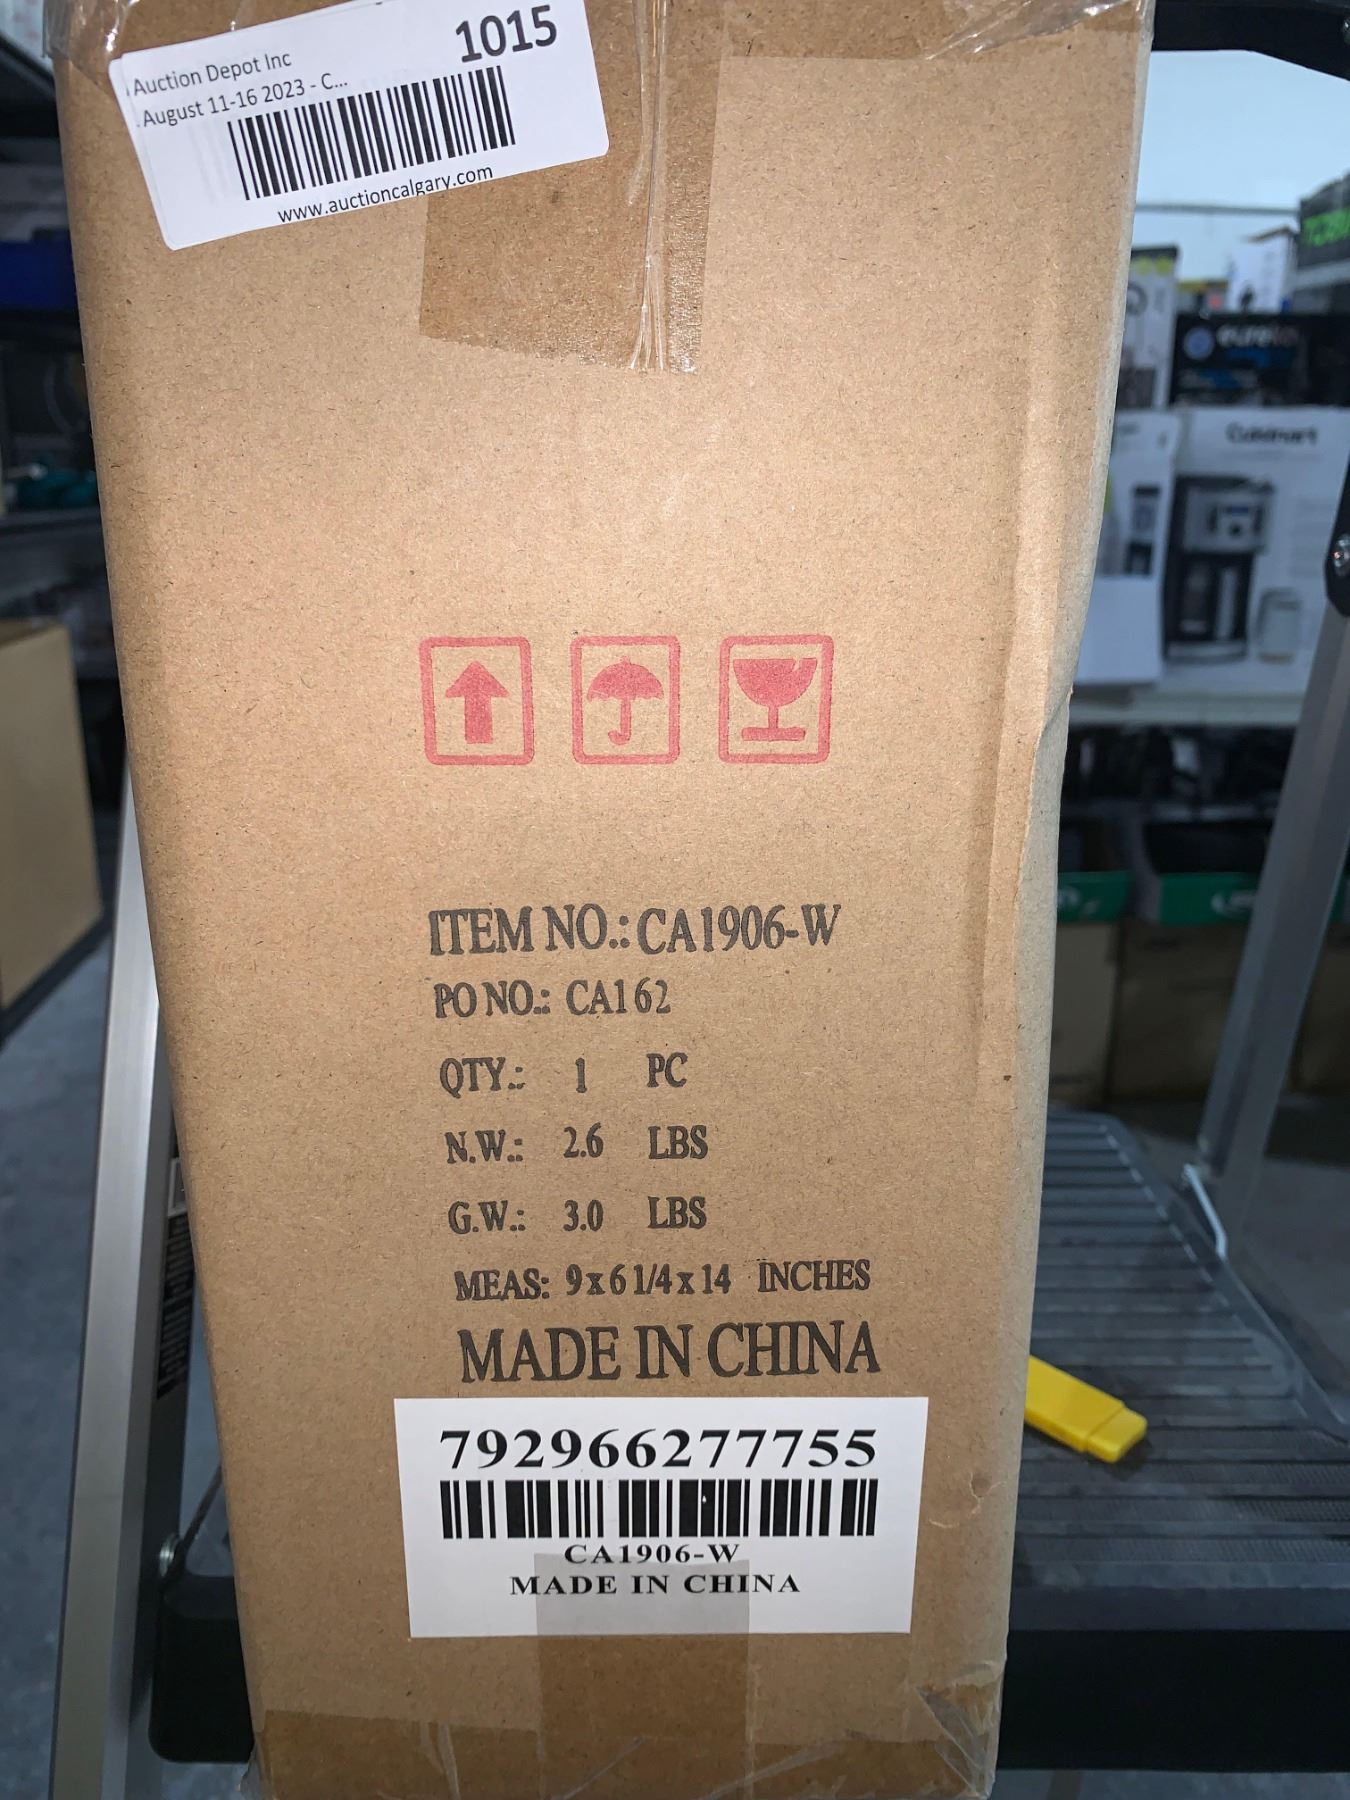 1015
Auction Depot Inc
August 11-16 2023 - C...
www.auctioncalgary.com
Cuisinart
ITEM NO.: CA1906-W
PO NO.: CA162
QTY.: 1 PC
N.W.: 2.6 LBS
G.W.: 3.0 LBS
MEAS: 9 x 6 1/4 x 14 INCHES
MADE IN CHINA
792966277755
CA1906-W
MADE IN CHINA